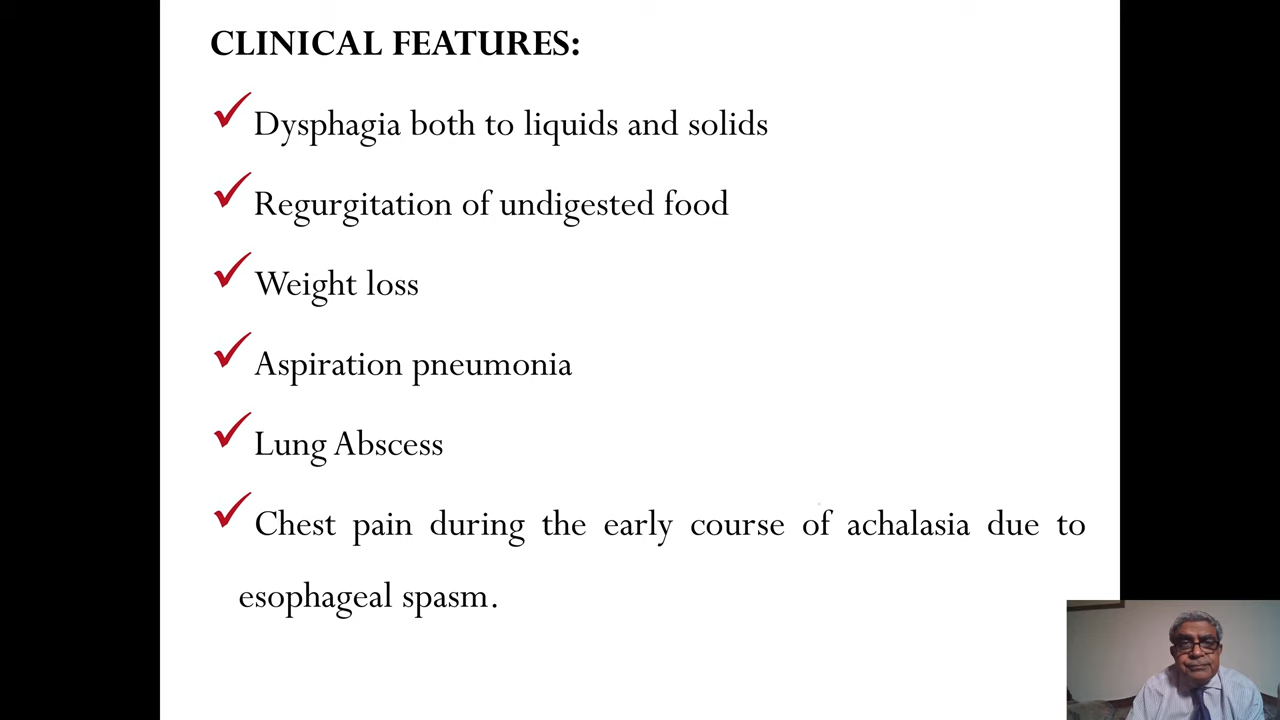 CLINICAL FEATURES:
Dysphagia both to liquids and solids
Regurgitation of undigested food
Weight loss
Aspiration pneumonia
Lung Abscess
Chest pain during the early course of achalasia due to
esophageal spasm.